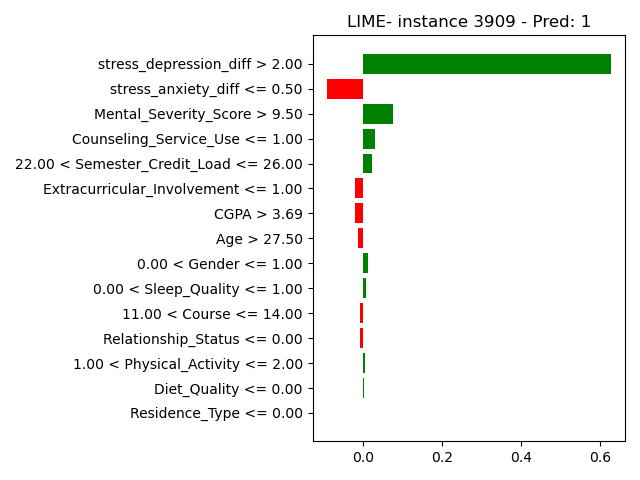 LIME- instance 3909 - Pred: 1
stress_depression_diff > 2.00
stress_anxiety_diff <= 0.50
Mental_Severity_Score > 9.50
Counseling_Service_Use <= 1.00
22.00 < Semester_Credit_Load <= 26.00
Extracurricular_Involvement <= 1.00
CGPA > 3.69
Age > 27.50
0.00 < Gender <= 1.00
0.00 < Sleep_Quality <= 1.00
11.00 < Course <= 14.00
Relationship_Status <= 0.00
1.00 < Physical_Activity <= 2.00
Diet_Quality <= 0.00
Residence_Type <= 0.00
0.0 0.2 0.4 0.6